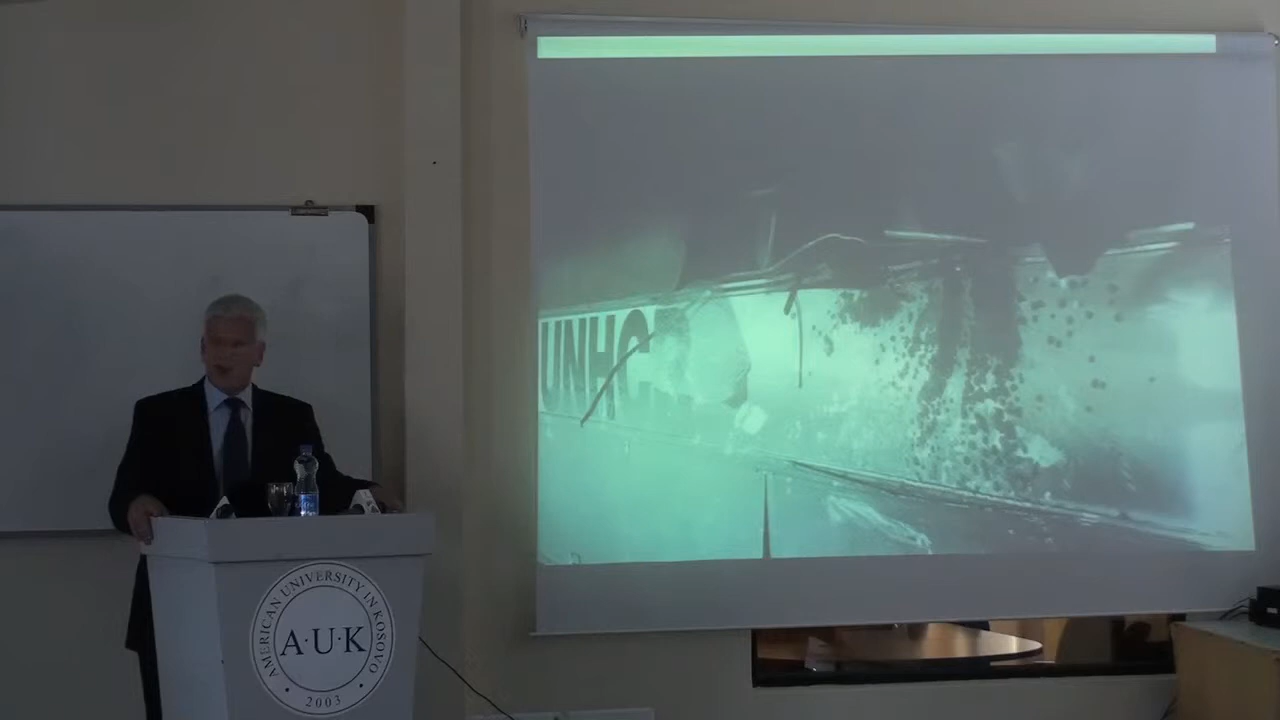 UNHC
AMERICAN UNIVERSITY IN KOSOVO
A·U·K
• 2003 •